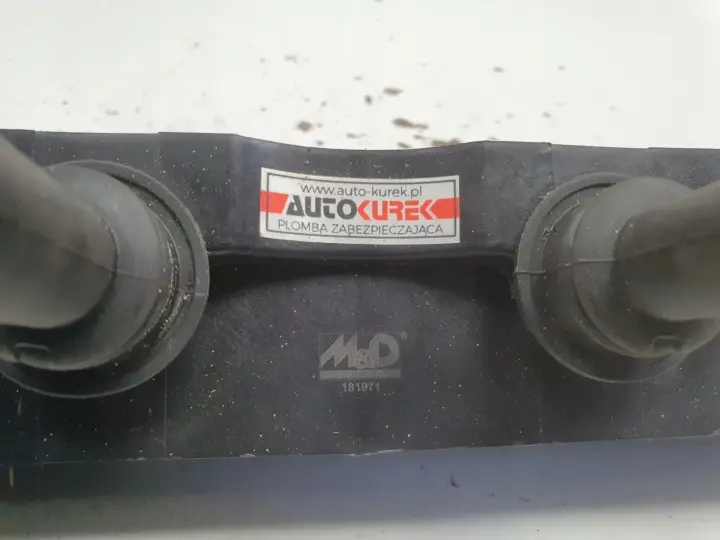 www.auto-kurek.pl
AUTOKUREK
PLOMBA ZABEZPIECZAJĄCA
M&D®
181971